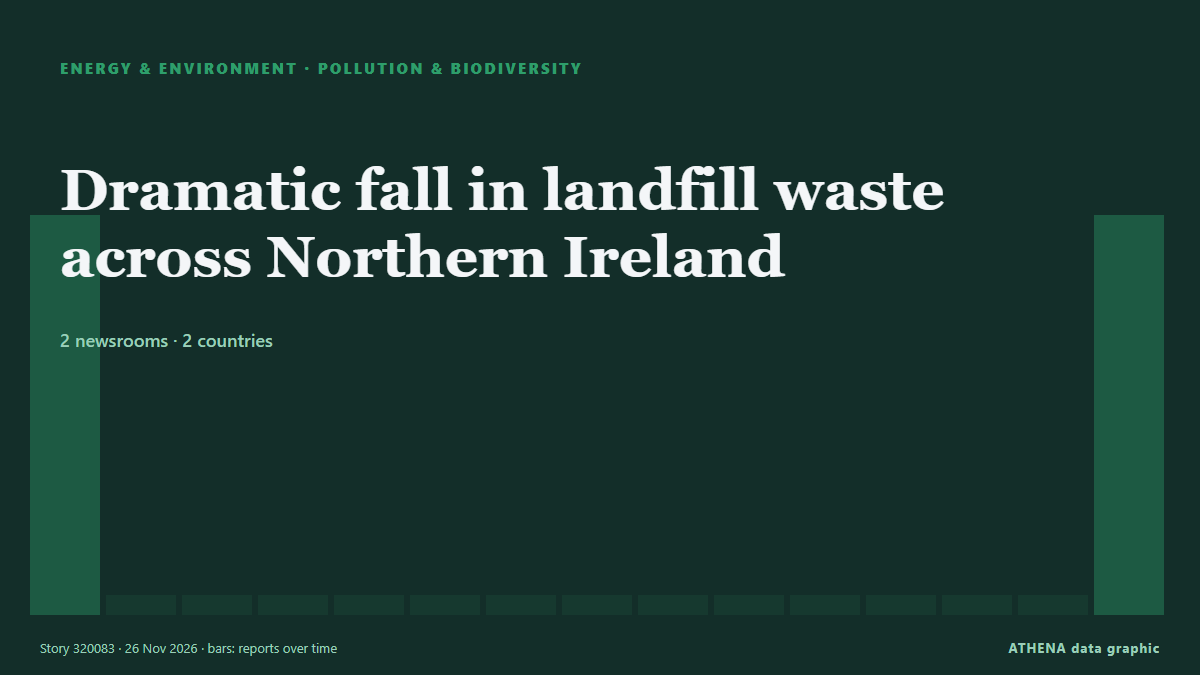 ENERGY & ENVIRONMENT · POLLUTION & BIODIVERSITY
Dramatic fall in landfill waste
across Northern Ireland
2 newsrooms · 2 countries
Story 320083 · 26 Nov 2026 · bars: reports over time
ATHENA data graphic